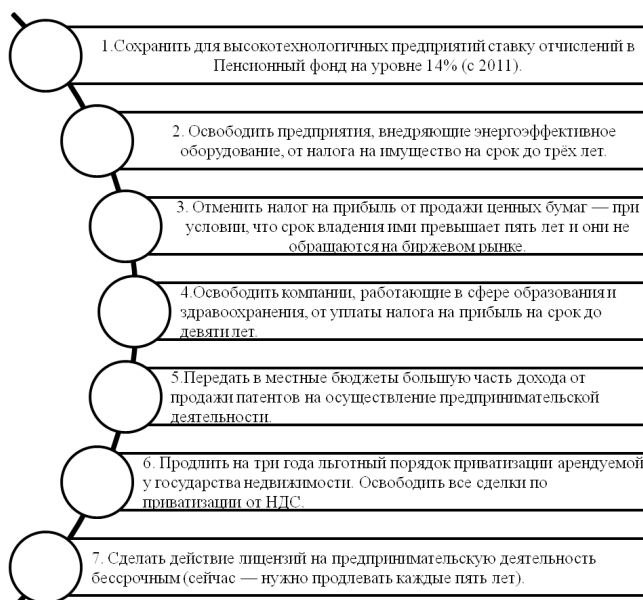 1.Сохранить для высокотехнологичных предприятий ставку отчислений в
Пенсионный фонд на уровне 14% (с 2011).
2. Освободить предприятия, внедряющие энергоэффективное
оборудование, от налога на имущество на срок до трёх лет.
3. Отменить налог на прибыль от продажи ценных бумаг — при
условии, что срок владения ими превышает пять лет и они не
обращаются на биржевом рынке.
4.Освободить компании, работающие в сфере образования и
здравоохранения, от уплаты налога на прибыль на срок до
девяти лет.
5.Передать в местные бюджеты большую часть дохода от
продажи патентов на осуществление предпринимательской
деятельности.
6. Продлить на три года льготный порядок приватизации арендуемой
у государства недвижимости. Освободить все сделки по
приватизации от НДС.
7. Сделать действие лицензий на предпринимательскую деятельность
бессрочным (сейчас — нужно продлевать каждые пять лет).